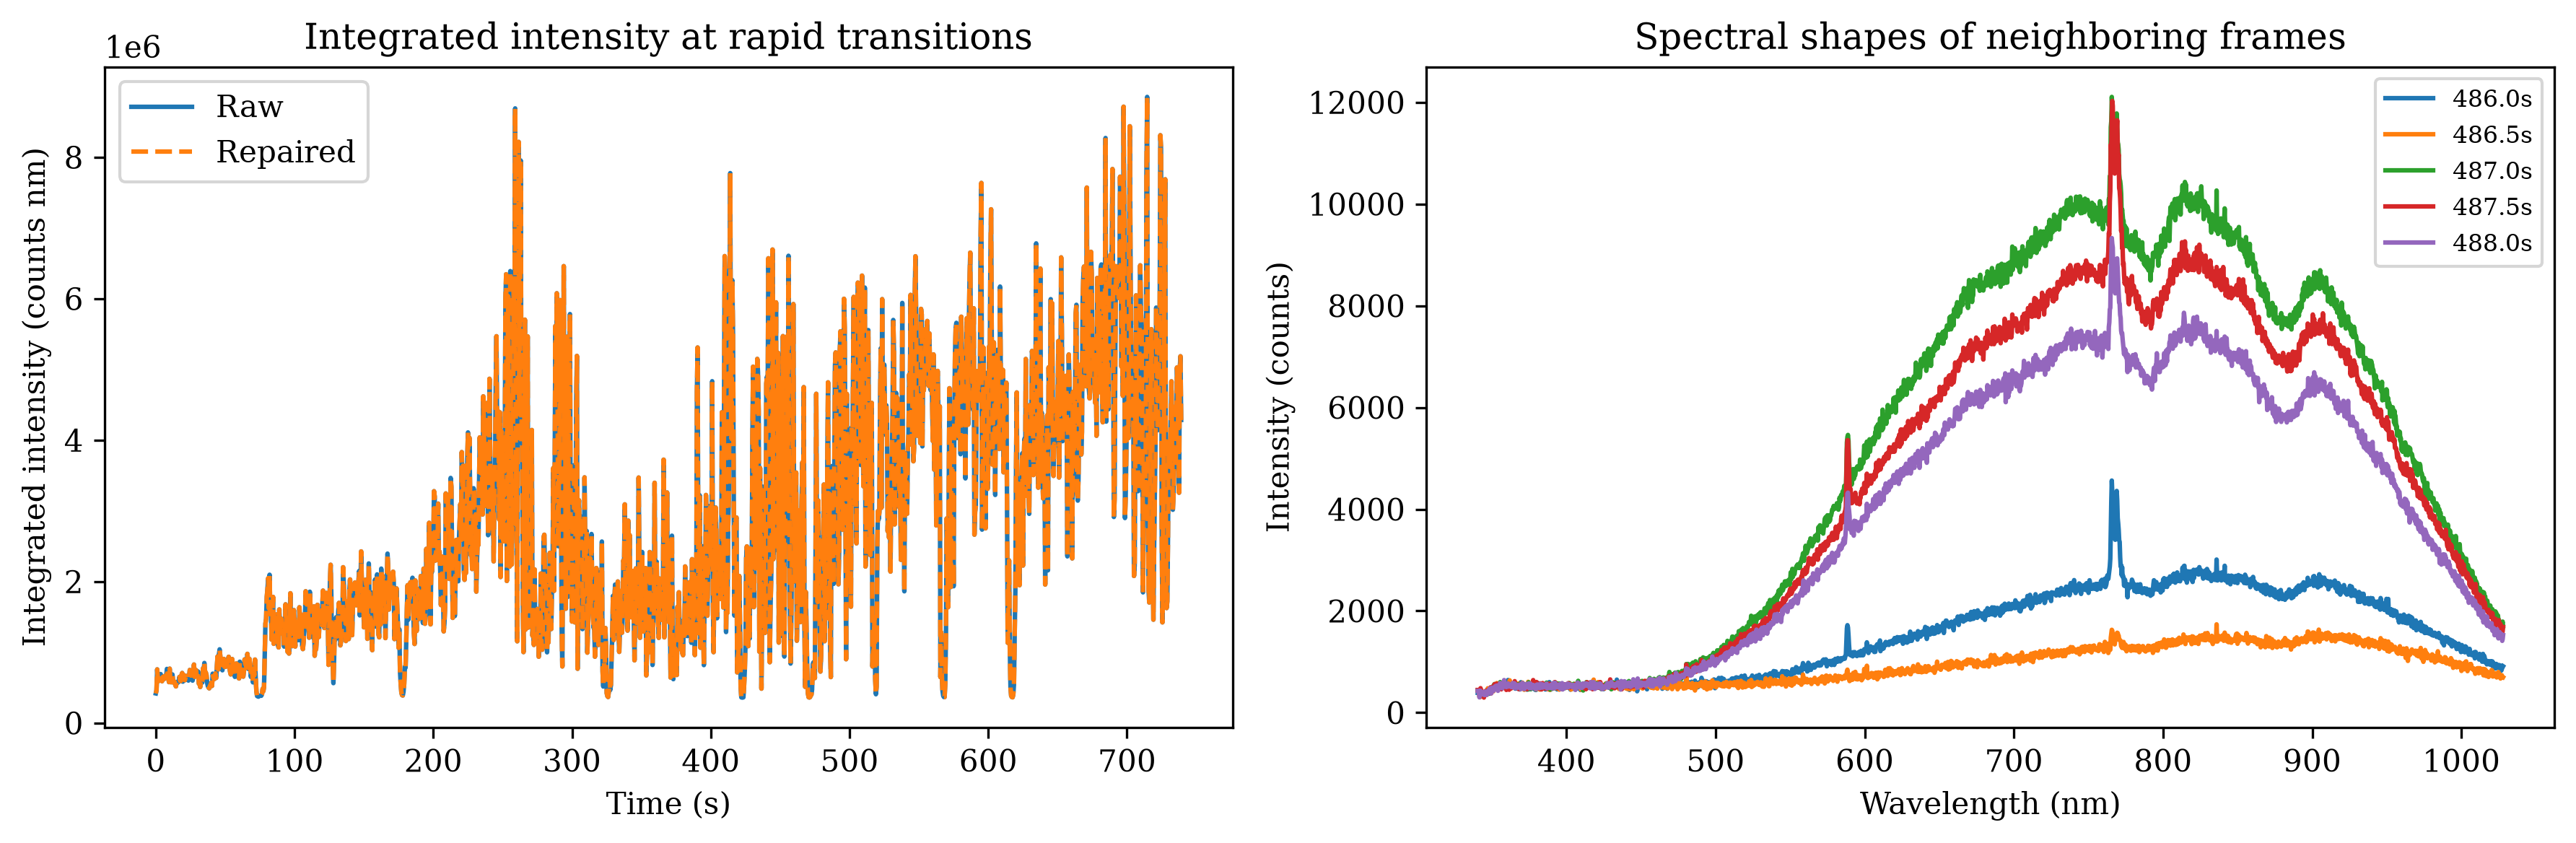 Integrated intensity at rapid transitions
1e6
Raw
Repaired
Integrated intensity (counts nm)
8
6
4
2
0
0 100 200 300 400 500 600 700
Time (s)
Spectral shapes of neighboring frames
486.0s
486.5s
487.0s
487.5s
488.0s
Intensity (counts)
12000
10000
8000
6000
4000
2000
0
400 500 600 700 800 900 1000
Wavelength (nm)